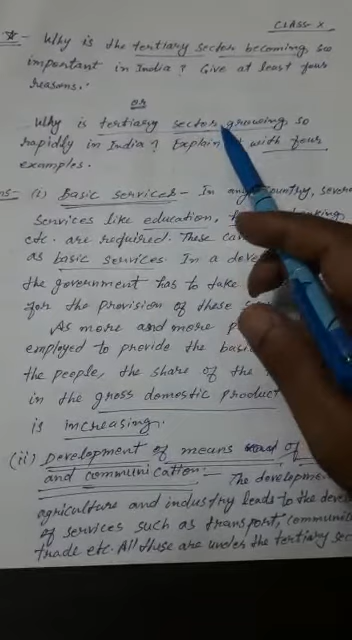 CLASS-X
Why is the tertiary sector becoming so
important in India? Give at least four
reasons.
or
Why is tertiary sector growing so
rapidly in India? Explain with four
examples.
ns- (i) Basic services - In any country,
services like education,
etc. are required. These
as basic services. In a
the government has to take
for the provision of these
As more and more
employed to provide the
the people, the share of the
in the gross domestic product
is increasing.
(ii) Development of means of
and communication:- The
agriculture and industry leads to the
of services such as transport,
trade etc. All these are under the tertiary